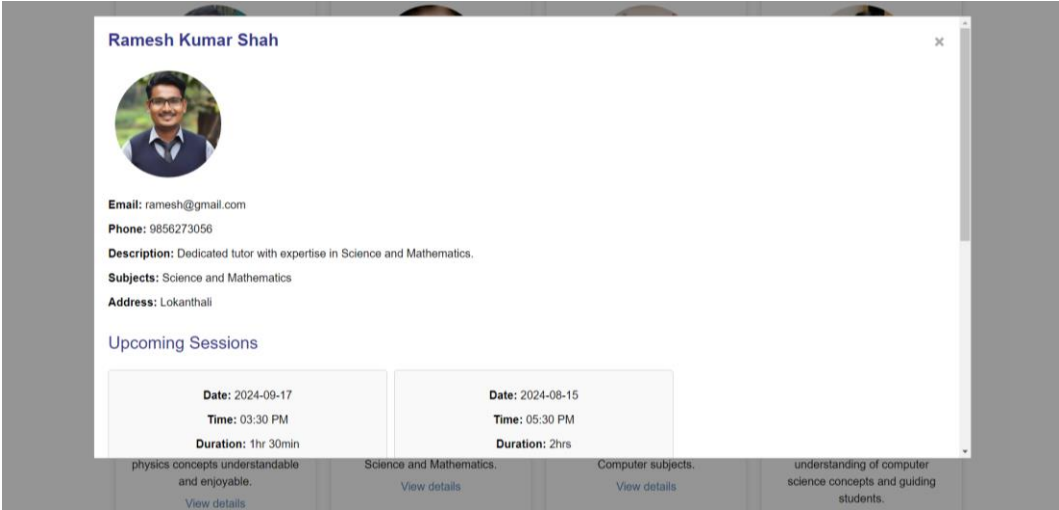 Ramesh Kumar Shah
×
Email: ramesh@gmail.com
Phone: 9856273056
Description: Dedicated tutor with expertise in Science and Mathematics.
Subjects: Science and Mathematics
Address: Lokanthali
Upcoming Sessions
Date: 2024-09-17
Time: 03:30 PM
Duration: 1hr 30min
Date: 2024-08-15
Time: 05:30 PM
Duration: 2hrs
physics concepts understandable
and enjoyable.
View details
Science and Mathematics.
View details
Computer subjects.
View details
understanding of computer
science concepts and guiding
students.